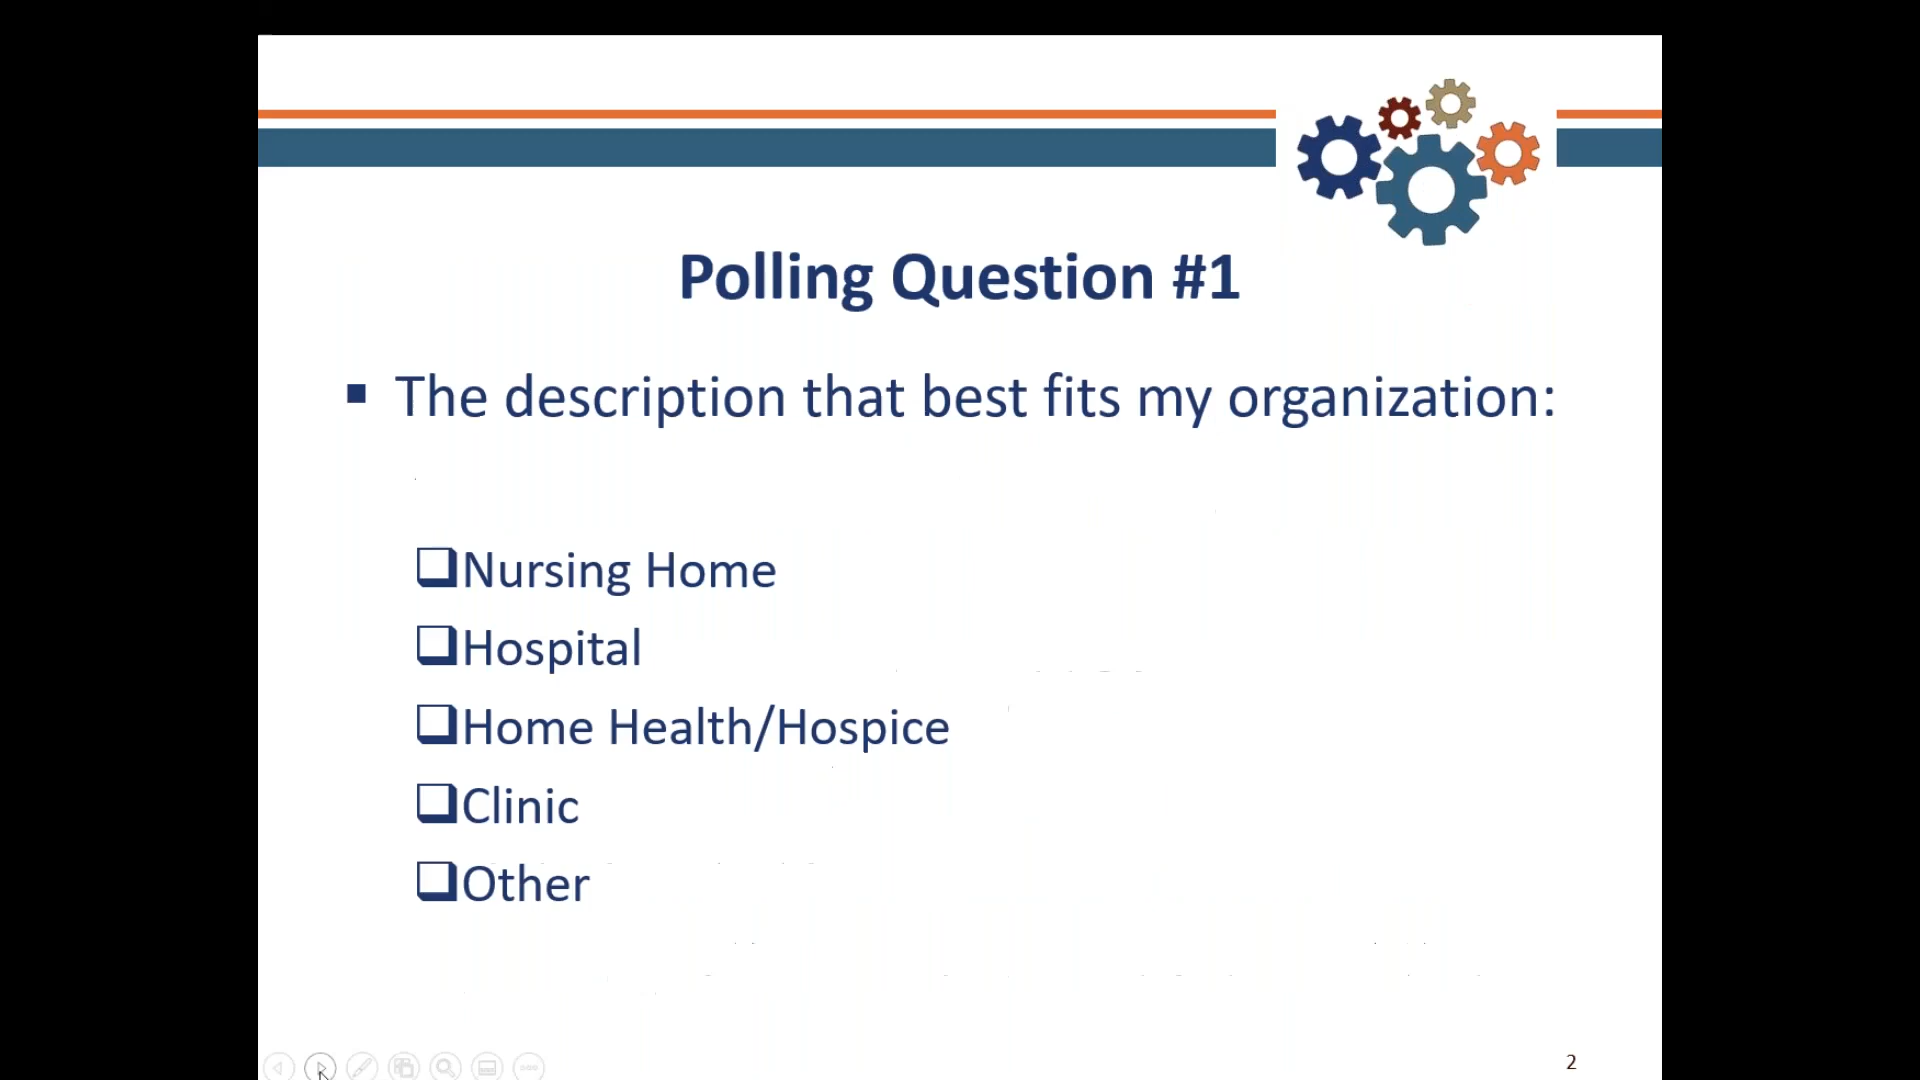 Polling Question #1
▪ The description that best fits my organization:
❑Nursing Home
❑Hospital
❑Home Health/Hospice
❑Clinic
❑Other
2